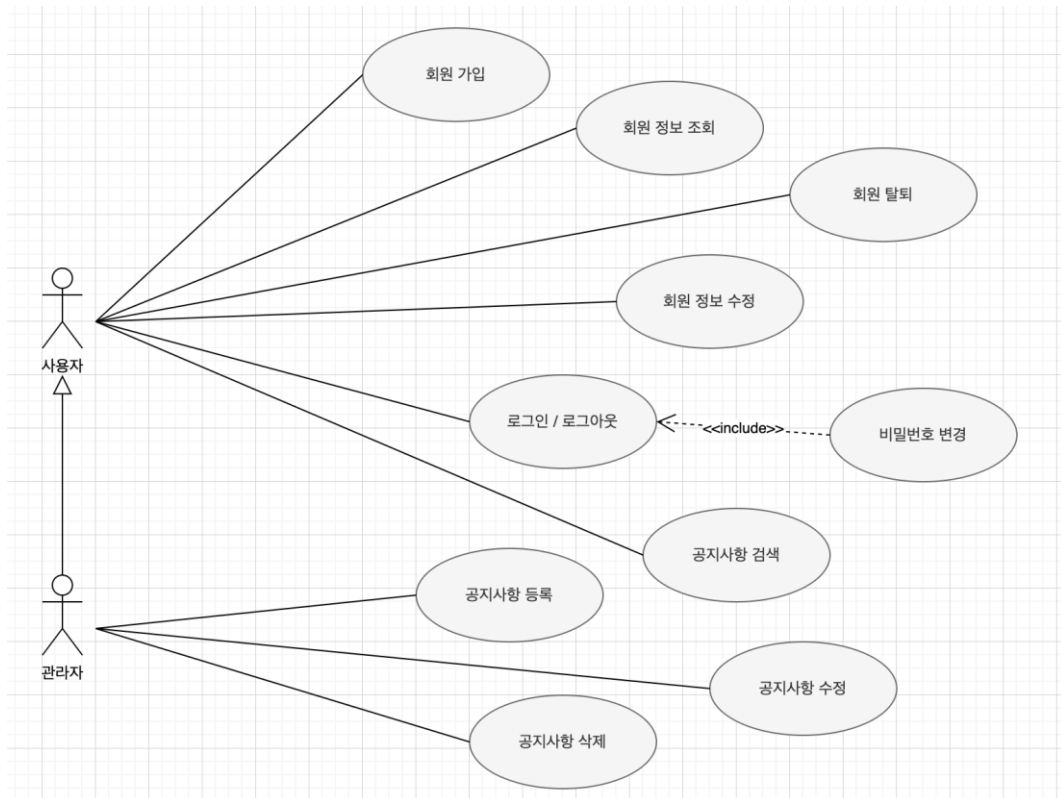 회원 가입
회원 정보 조회
회원 탈퇴
회원 정보 수정
사용자
로그인 / 로그아웃
<<include>>
비밀번호 변경
공지사항 검색
공지사항 등록
관라자
공지사항 수정
공지사항 삭제